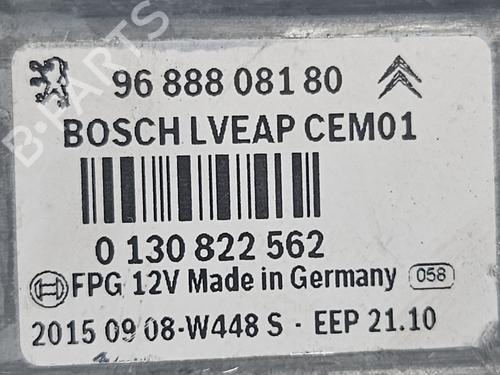 96 888 081 80
BOSCH LVEAP CEM01
0 130 822 562
FPG 12V Made in Germany 058
2015 09 08-W448 S - EEP 21.10
B-PARTS